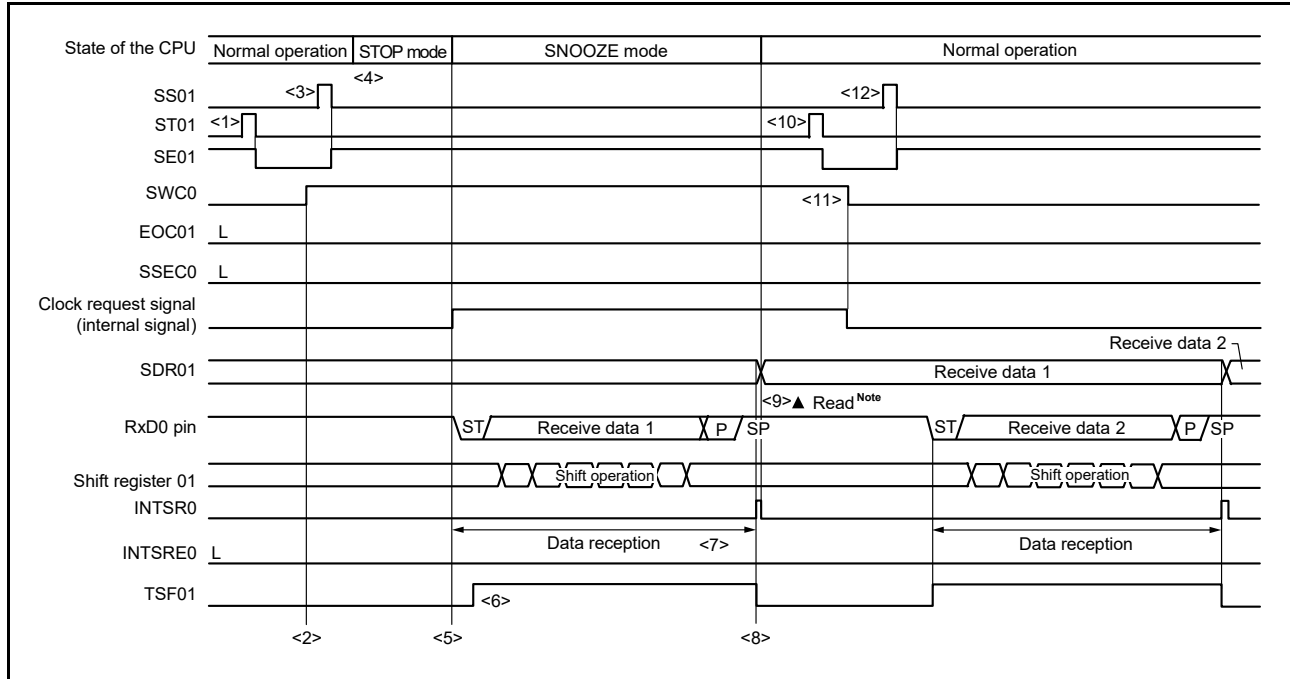 State of the CPU Normal operation STOP mode SNOOZE mode Normal operation
<4>
SS01 <3> <12>
ST01 <1> <10>
SE01
SWC0 <11>
EOC01 L
SSEC0 L
Clock request signal
(internal signal)
Receive data 2
SDR01 Receive data 1
<9>▲ Read Note
RxD0 pin ST Receive data 1 P SP ST Receive data 2 P SP
Shift register 01 Shift operation Shift operation
INTSR0
Data reception <7> Data reception
INTSRE0 L
TSF01 <6>
<2> <5> <8>